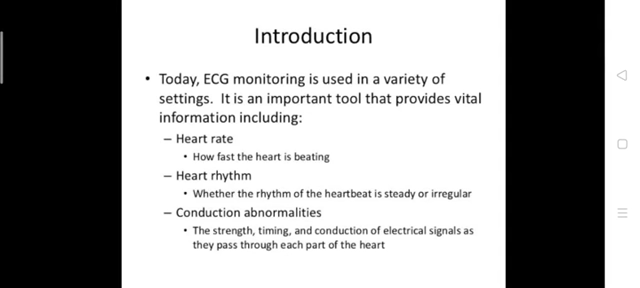 Introduction
• Today, ECG monitoring is used in a variety of
settings.  It is an important tool that provides vital
information including:
– Heart rate
• How fast the heart is beating
– Heart rhythm
• Whether the rhythm of the heartbeat is steady or irregular
– Conduction abnormalities
• The strength, timing, and conduction of electrical signals as
they pass through each part of the heart